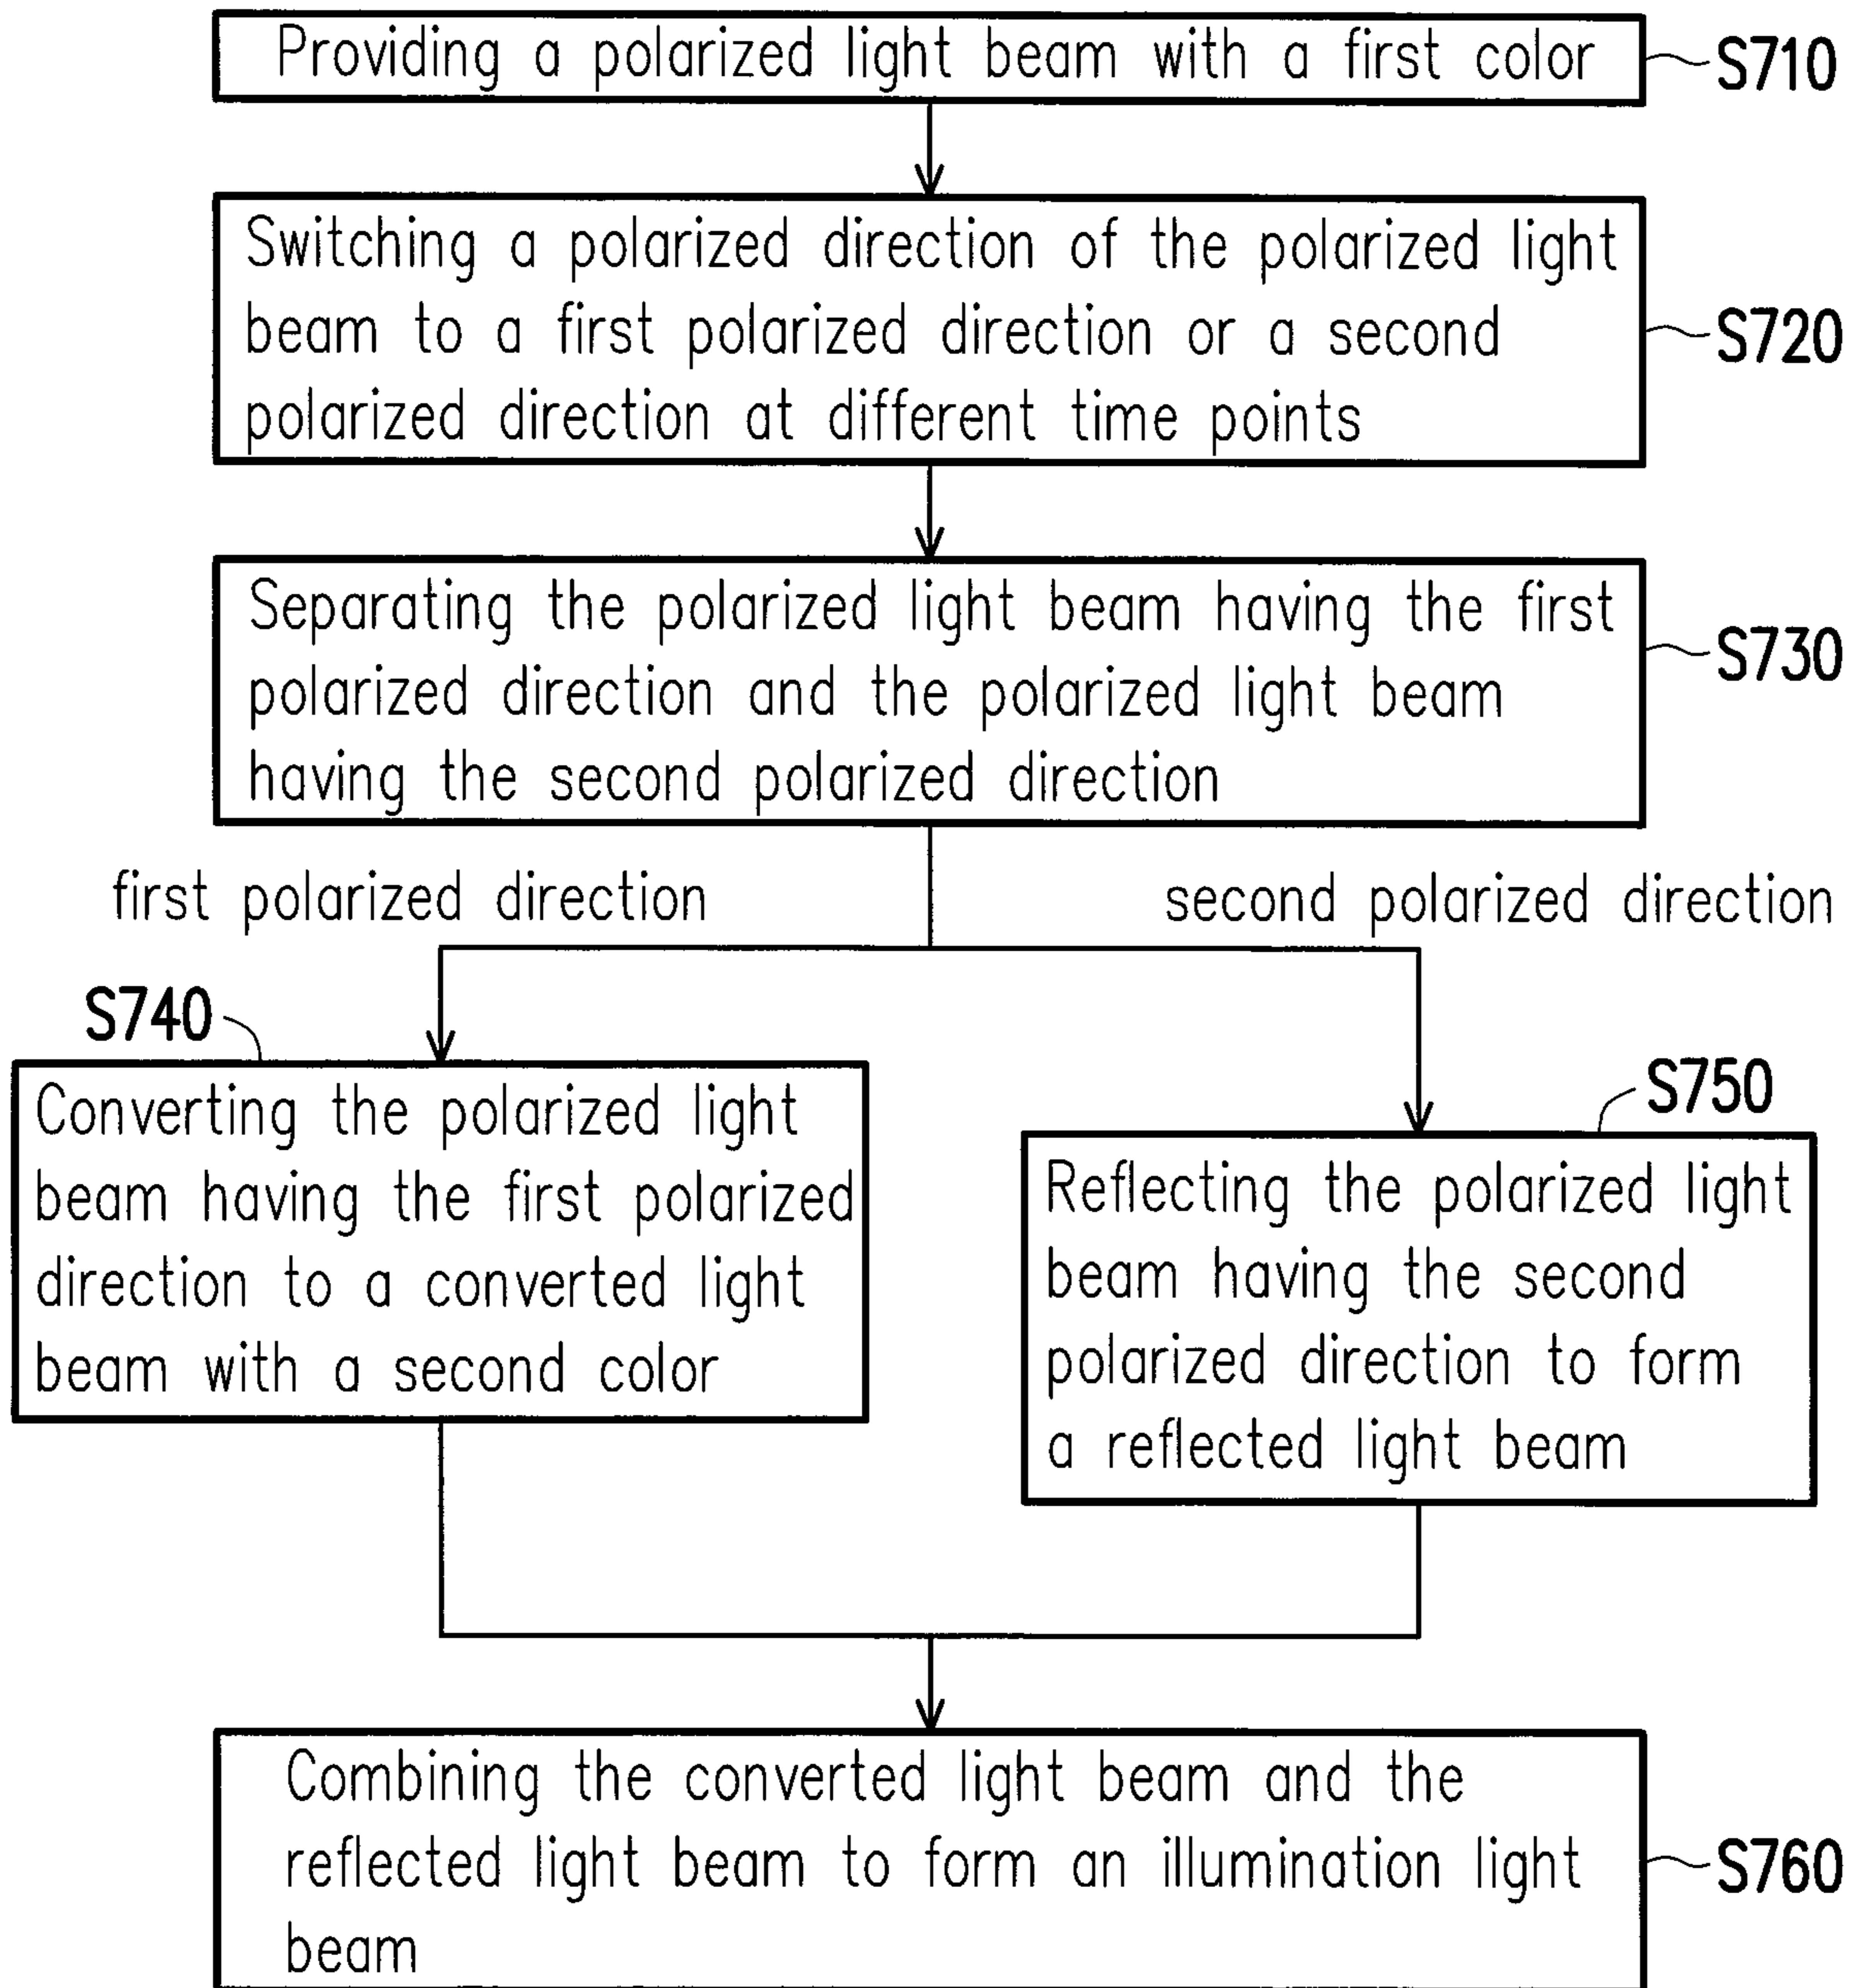 Providing a polarized light beam with a first color
S710
Switching a polarized direction of the polarized light
beam to a first polarized direction or a second
polarized direction at different time points
S720
Separating the polarized light beam having the first
polarized direction and the polarized light beam
having the second polarized direction
S730
first polarized direction
second polarized direction
S740
Converting the polarized light
beam having the first polarized
direction to a converted light
beam with a second color
S750
Reflecting the polarized light
beam having the second
polarized direction to form
a reflected light beam
Combining the converted light beam and the
reflected light beam to form an illumination light
beam
S760